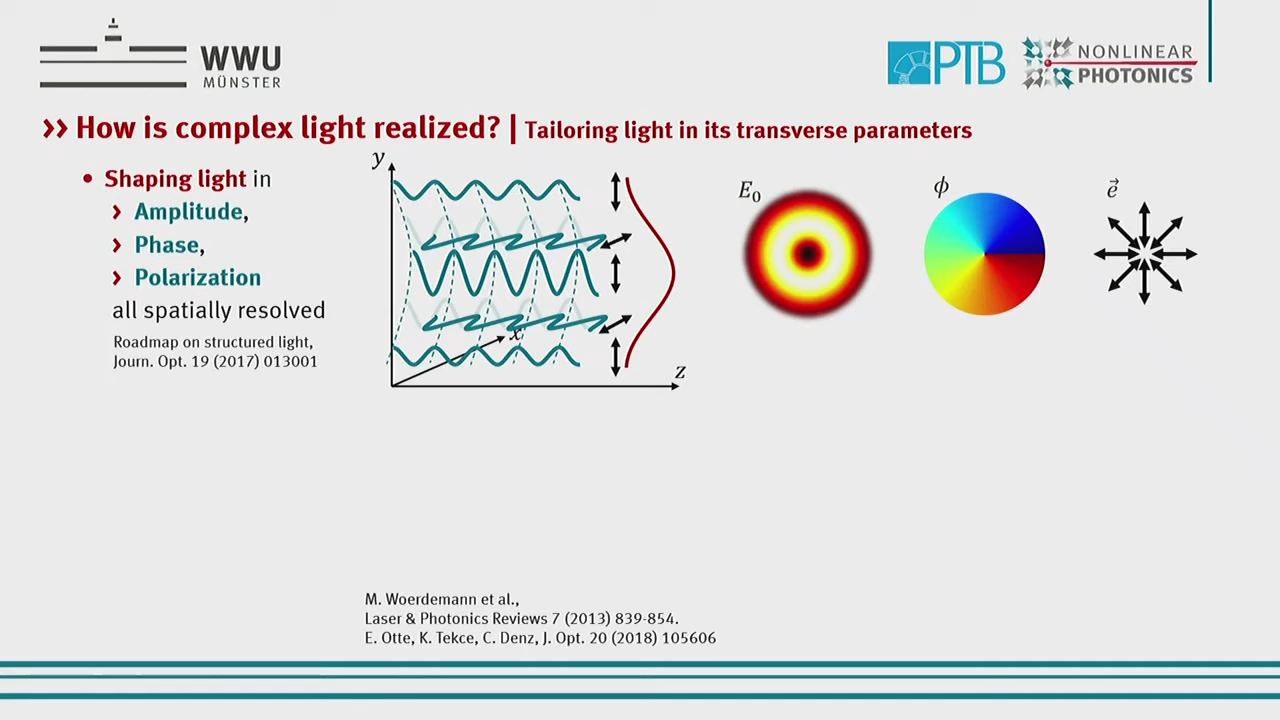 WWU
MÜNSTER
PTB
NONLINEAR
PHOTONICS
›› How is complex light realized? | Tailoring light in its transverse parameters
• Shaping light in
› Amplitude,
› Phase,
› Polarization
all spatially resolved
Roadmap on structured light,
Journ. Opt. 19 (2017) 013001
y
x
z
E₀
ϕ
e⃗
M. Woerdemann et al.,
Laser & Photonics Reviews 7 (2013) 839-854.
E. Otte, K. Tekce, C. Denz, J. Opt. 20 (2018) 105606